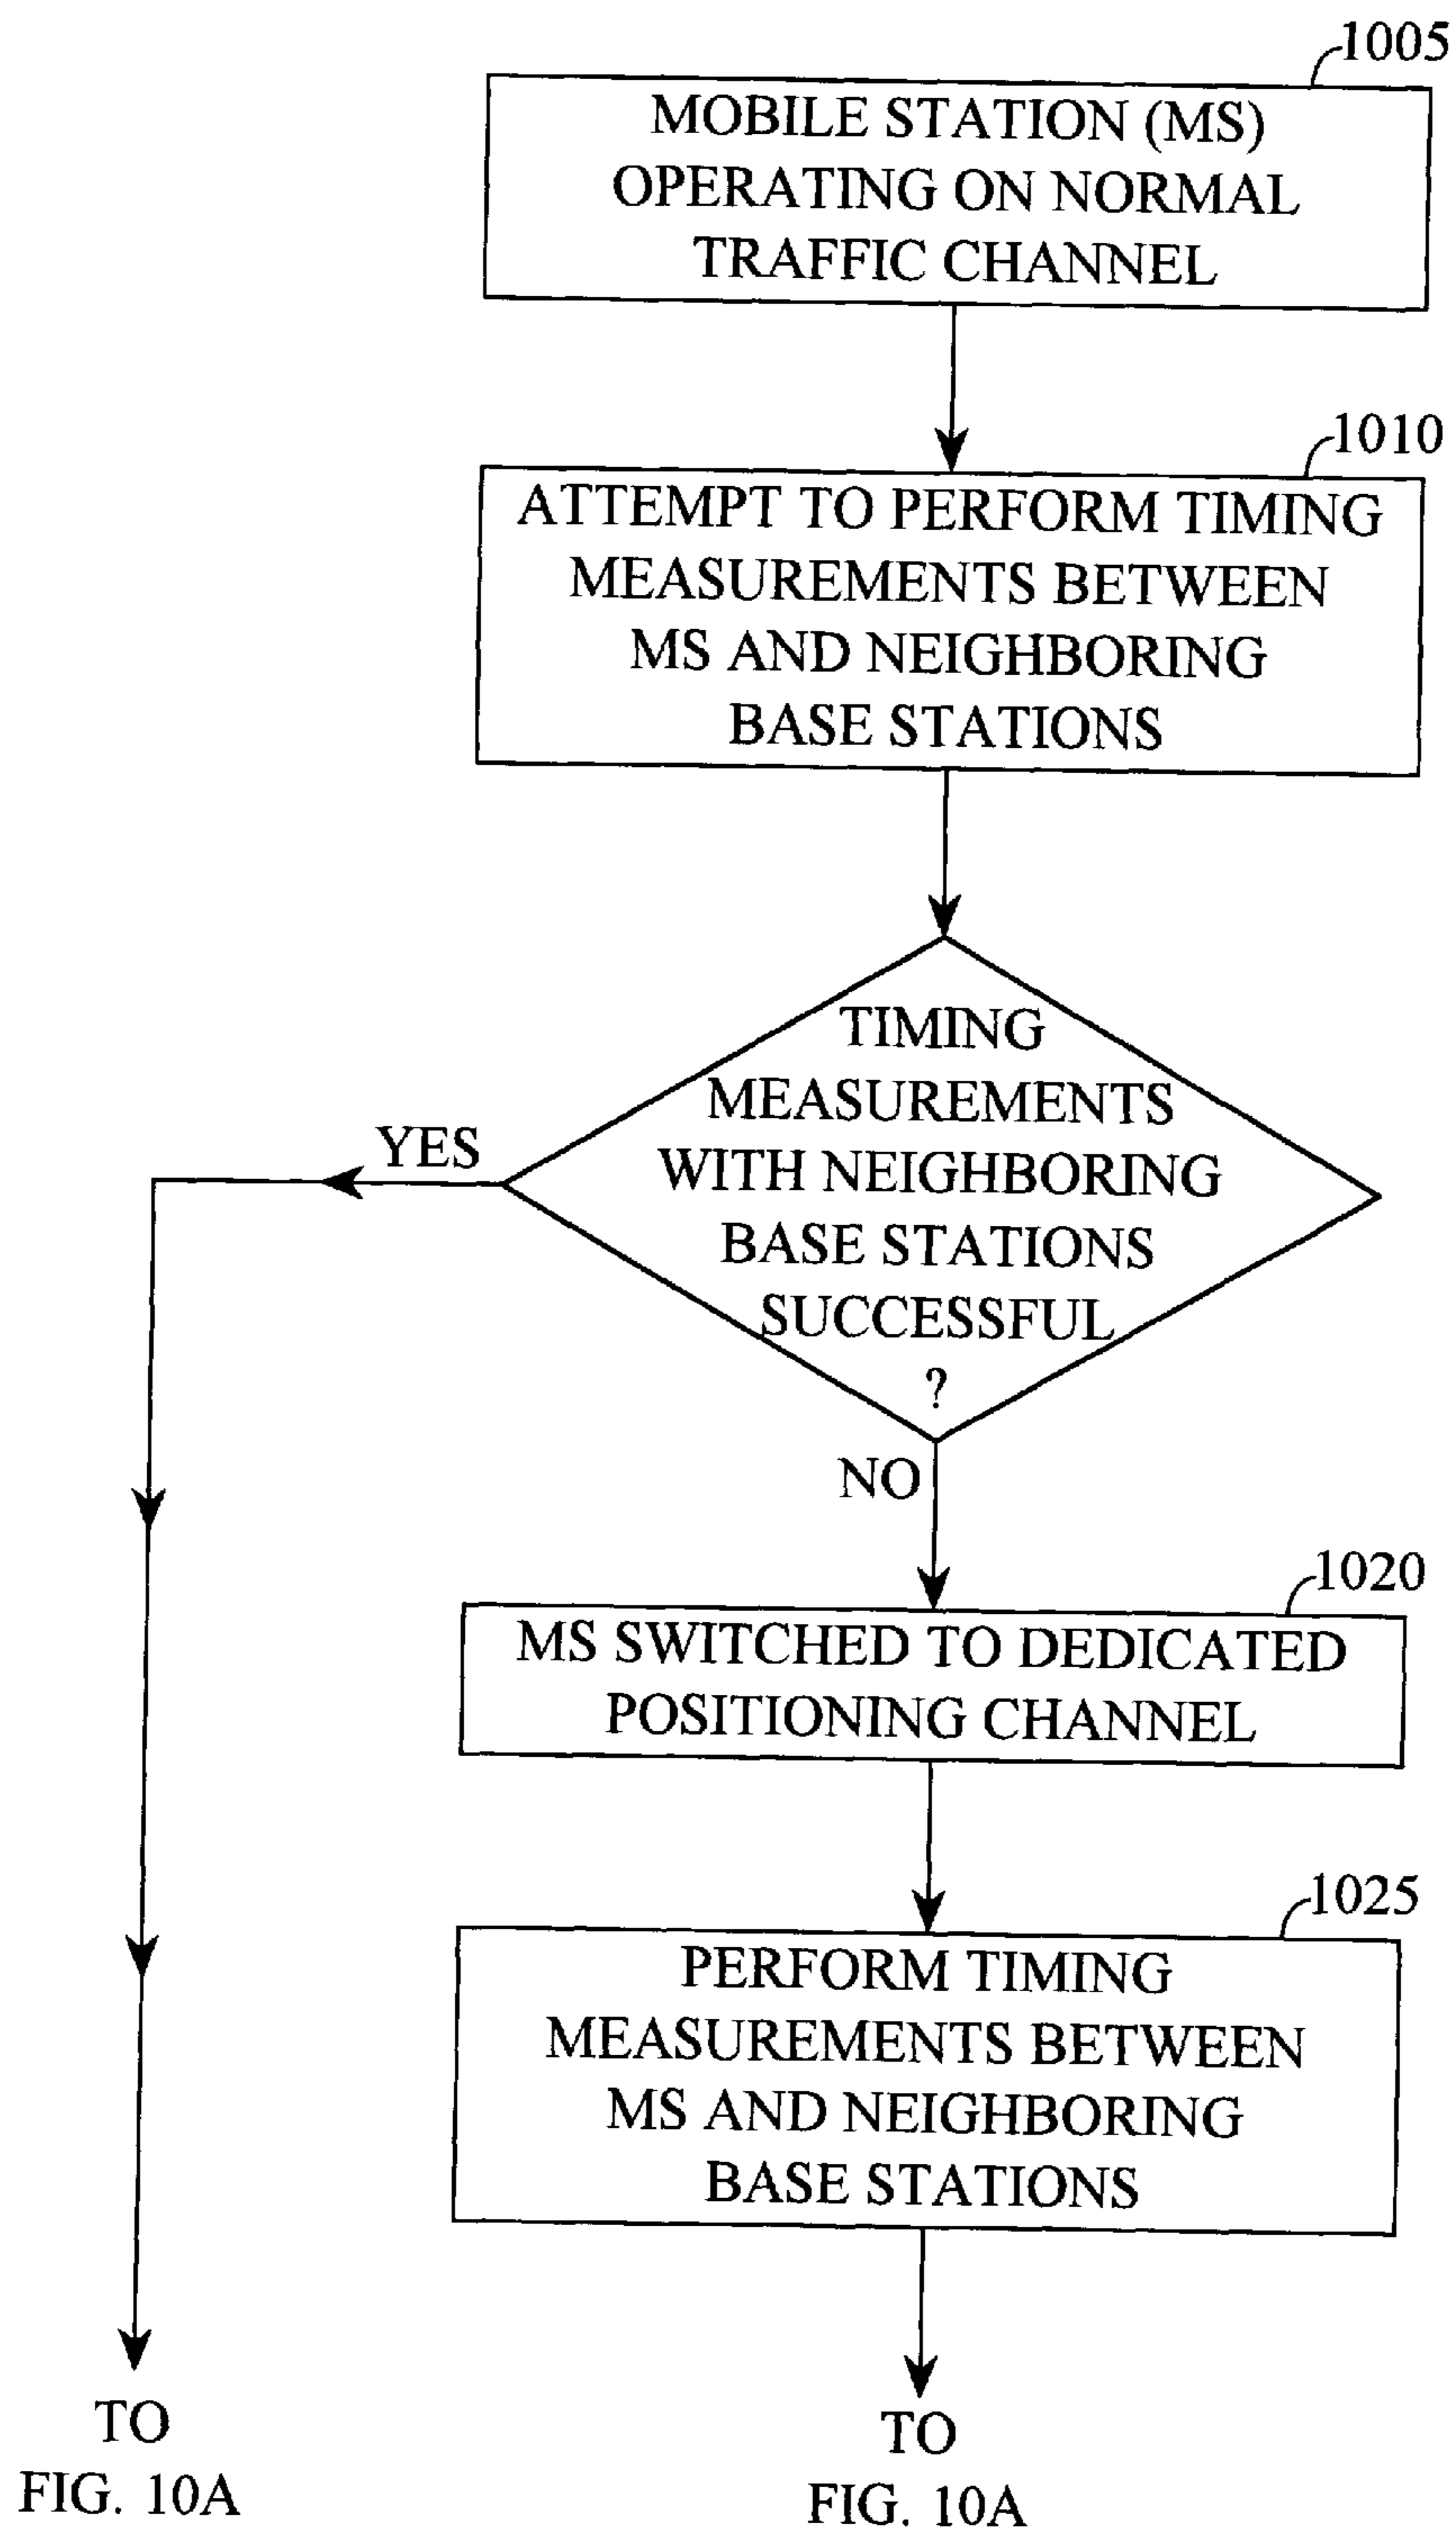 1005
MOBILE STATION (MS)
OPERATING ON NORMAL
TRAFFIC CHANNEL
1010
ATTEMPT TO PERFORM TIMING
MEASUREMENTS BETWEEN
MS AND NEIGHBORING
BASE STATIONS
TIMING
MEASUREMENTS
WITH NEIGHBORING
BASE STATIONS
SUCCESSFUL
?
YES
NO
1020
MS SWITCHED TO DEDICATED
POSITIONING CHANNEL
1025
PERFORM TIMING
MEASUREMENTS BETWEEN
MS AND NEIGHBORING
BASE STATIONS
TO
FIG. 10A
TO
FIG. 10A